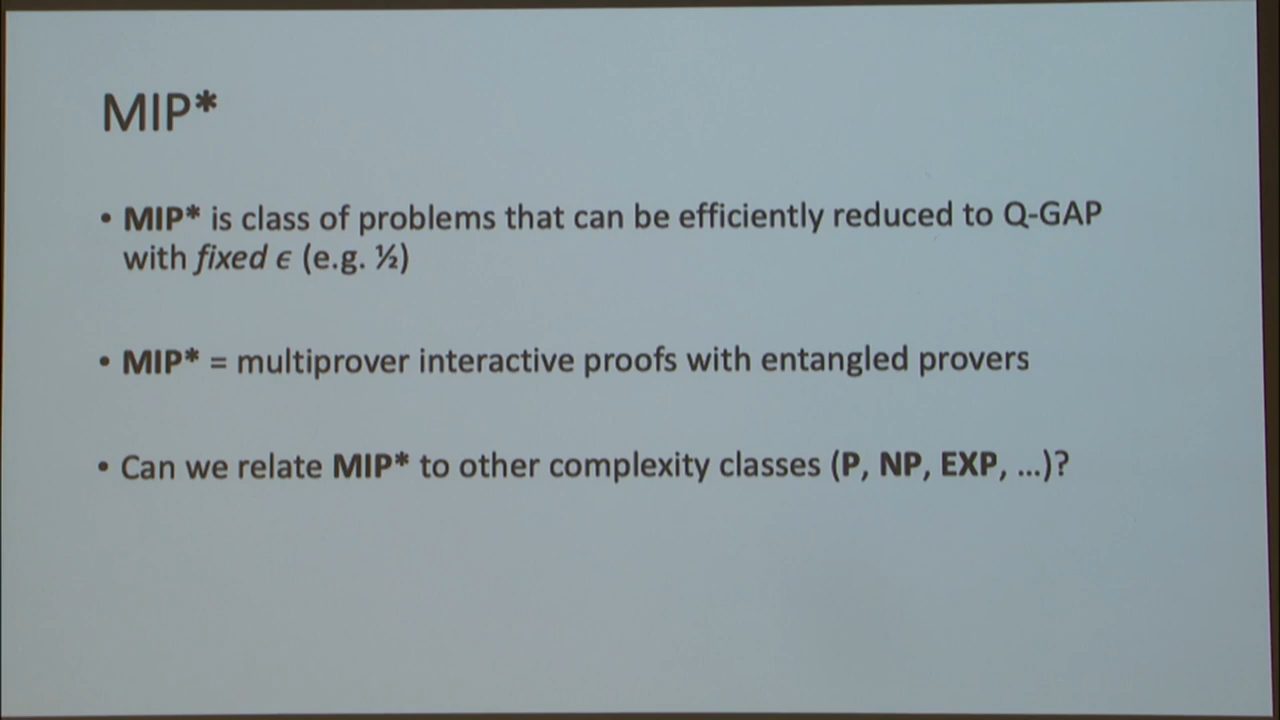 MIP*
• MIP* is class of problems that can be efficiently reduced to Q-GAP
with fixed ϵ (e.g. ½)
• MIP* = multiprover interactive proofs with entangled provers
• Can we relate MIP* to other complexity classes (P, NP, EXP, ...)?